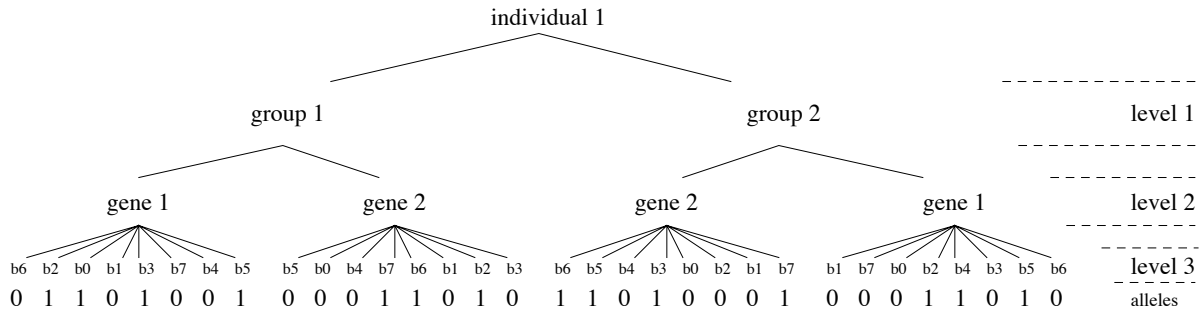 individual 1
group 1 group 2 level 1
gene 1 gene 2 gene 2 gene 1 level 2
b6 b2 b0 b1 b3 b7 b4 b5 b5 b0 b4 b7 b6 b1 b2 b3 b6 b5 b4 b3 b0 b2 b1 b7 b1 b7 b0 b2 b4 b3 b5 b6 level 3
0 1 1 0 1 0 0 1 0 0 0 1 1 0 1 0 1 1 0 1 0 0 0 1 0 0 0 1 1 0 1 0 alleles